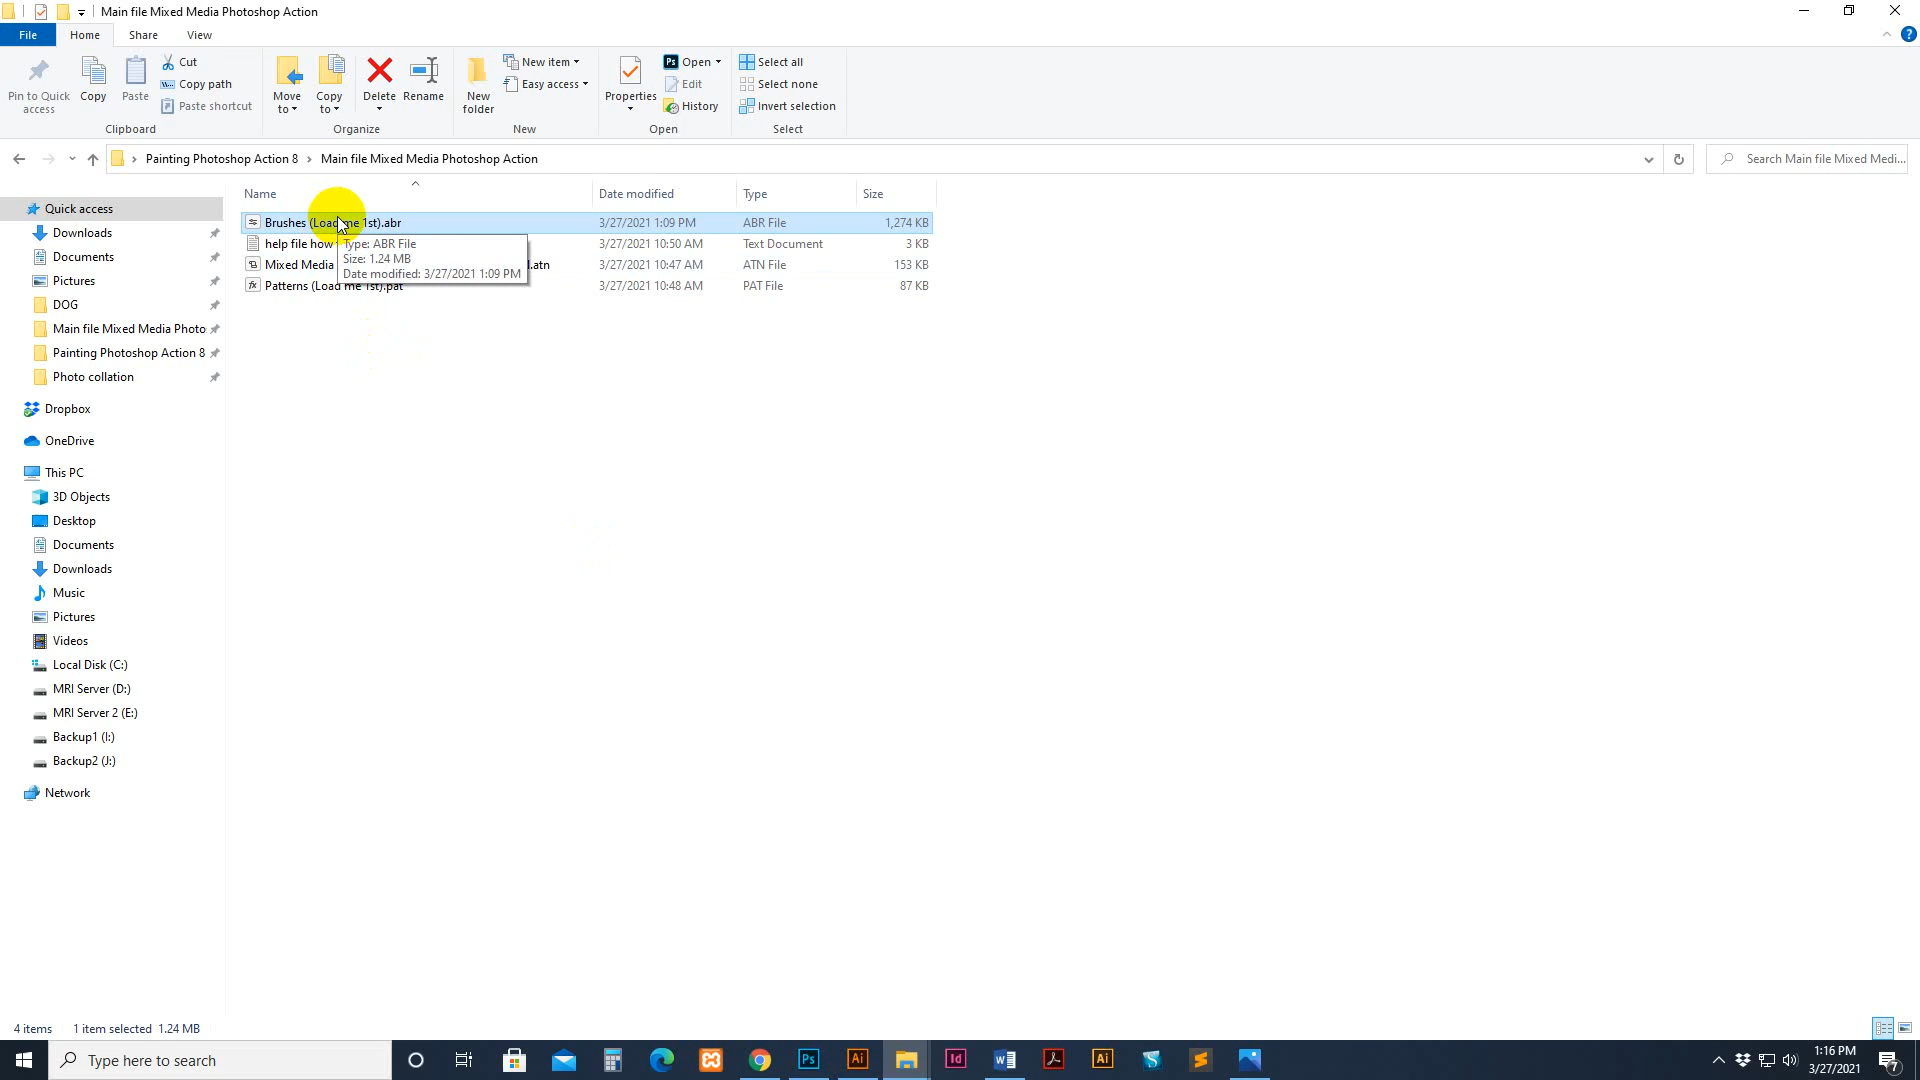 Main file Mixed Media Photoshop Action
File Home Share View
Pin to Quick access
Copy
Paste
Cut
Copy path
Paste shortcut
Clipboard
Move to
Copy to
Delete
Rename
Organize
New folder
New item
Easy access
New
Properties
Open
Edit
History
Open
Select all
Select none
Invert selection
Select
Painting Photoshop Action 8 › Main file Mixed Media Photoshop Action
Search Main file Mixed Medi...
Name Date modified Type Size
Brushes (Load me 1st).abr 3/27/2021 1:09 PM ABR File 1,274 KB
help file how 3/27/2021 10:50 AM Text Document 3 KB
Mixed Media .atn 3/27/2021 10:47 AM ATN File 153 KB
Patterns (Load me 1st).pat 3/27/2021 10:48 AM PAT File 87 KB
Type: ABR File
Size: 1.24 MB
Date modified: 3/27/2021 1:09 PM
Quick access
Downloads
Documents
Pictures
DOG
Main file Mixed Media Photo
Painting Photoshop Action 8
Photo collation
Dropbox
OneDrive
This PC
3D Objects
Desktop
Documents
Downloads
Music
Pictures
Videos
Local Disk (C:)
MRI Server (D:)
MRI Server 2 (E:)
Backup1 (I:)
Backup2 (J:)
Network
4 items 1 item selected 1.24 MB
Type here to search
Ps Ai Id Ai
1:16 PM
3/27/2021
7